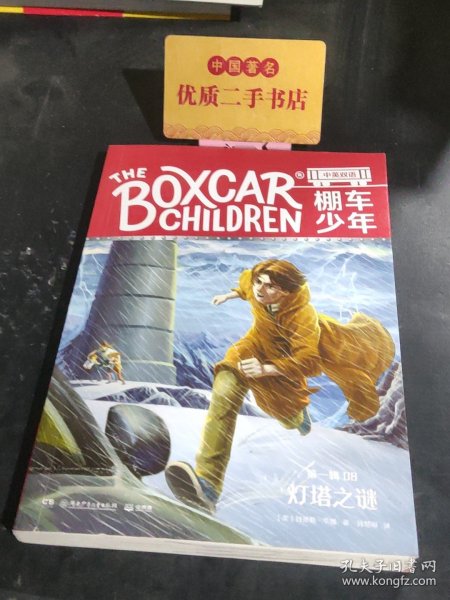 中国著名
优质二手书店
THE
BOXCAR®
CHILDREN
中英双语
棚车
少年
第一辑 08
灯塔之谜
孔夫子旧书网
www.kongfz.com